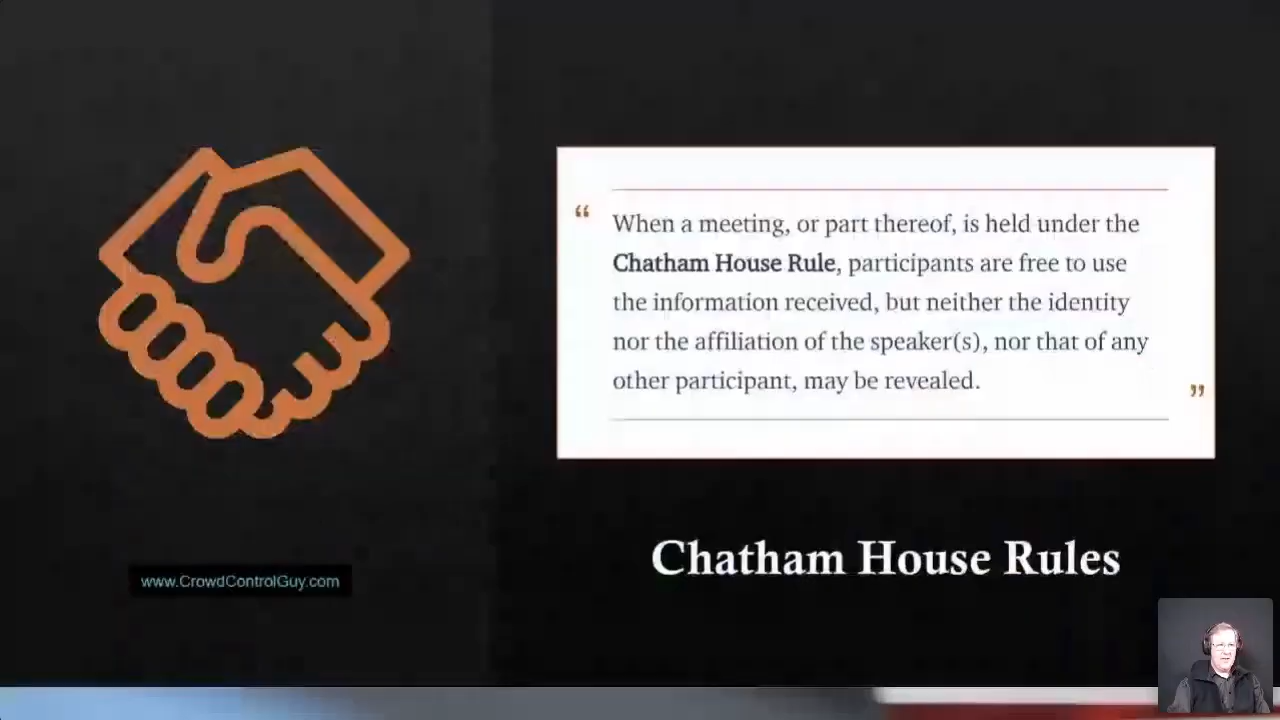 “ When a meeting, or part thereof, is held under the
Chatham House Rule, participants are free to use
the information received, but neither the identity
nor the affiliation of the speaker(s), nor that of any
other participant, may be revealed. ”
Chatham House Rules
www.CrowdControlGuy.com